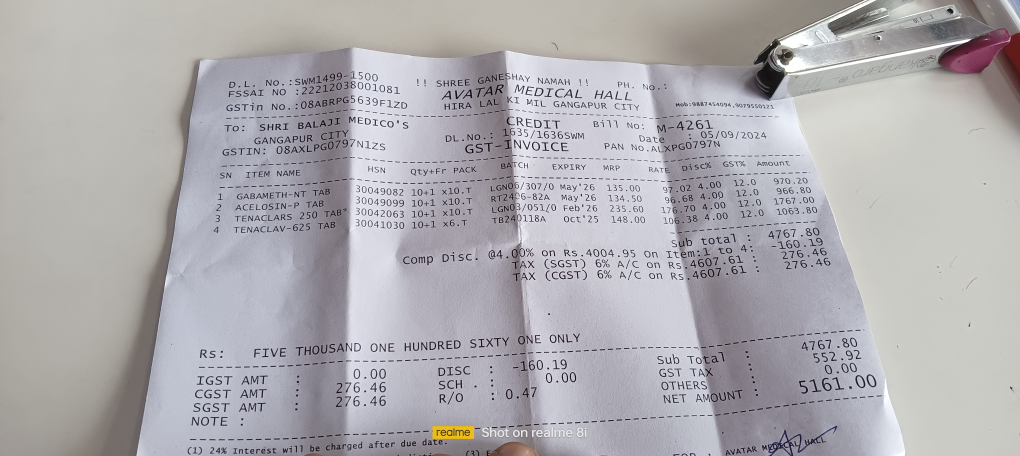 D.L. No.:SWM1499-1500 !! SHREE GANESHAY NAMAH !! PH. No.:
FSSAI NO :22212038001081 AVATAR MEDICAL HALL
GSTin No.:08ABRPG5639F1ZD HIRA LAL KI MIL GANGAPUR CITY Mob:9887454094,9079550121
To: SHRI BALAJI MEDICO'S CREDIT Bill No: M-4261
GANGAPUR CITY DL.No.: 1635/1636SWM Date : 05/09/2024
GSTIN: 08AXLPG0797N1ZS GST-INVOICE PAN No.ALXPG0797N
SN ITEM NAME HSN Qty+Fr PACK BATCH EXPIRY MRP RATE Disc% GST% Amount
1 GABAMETH-NT TAB 30049082 10+1 x10.T LGN06/307/0 May'26 135.00 97.02 4.00 12.0 970.20
2 ACELOSIN-P TAB 30049099 10+1 x10.T RT2496-82A May'26 134.50 96.68 4.00 12.0 966.80
3 TENACLARS 250 TAB* 30042063 10+1 x10.T LGN03/051/0 Feb'26 235.60 176.70 4.00 12.0 1767.00
4 TENACLAV-625 TAB 30041030 10+1 x6.T TB240118A Oct'25 148.00 106.38 4.00 12.0 1063.80
Sub total : 4767.80
Comp Disc. @4.00% on Rs.4004.95 On Item:1 to 4: -160.19
TAX (SGST) 6% A/C on Rs.4607.61 : 276.46
TAX (CGST) 6% A/C on Rs.4607.61 : 276.46
Rs: FIVE THOUSAND ONE HUNDRED SIXTY ONE ONLY
IGST AMT : 0.00 DISC : -160.19 Sub Total : 4767.80
CGST AMT : 276.46 SCH . : 0.00 GST TAX : 552.92
SGST AMT : 276.46 R/O : 0.47 OTHERS : 0.00
NOTE : NET AMOUNT : 5161.00
(1) 24% Interest will be charged after due date.
FOR : AVATAR MEDICAL HALL
realme Shot on realme 8i